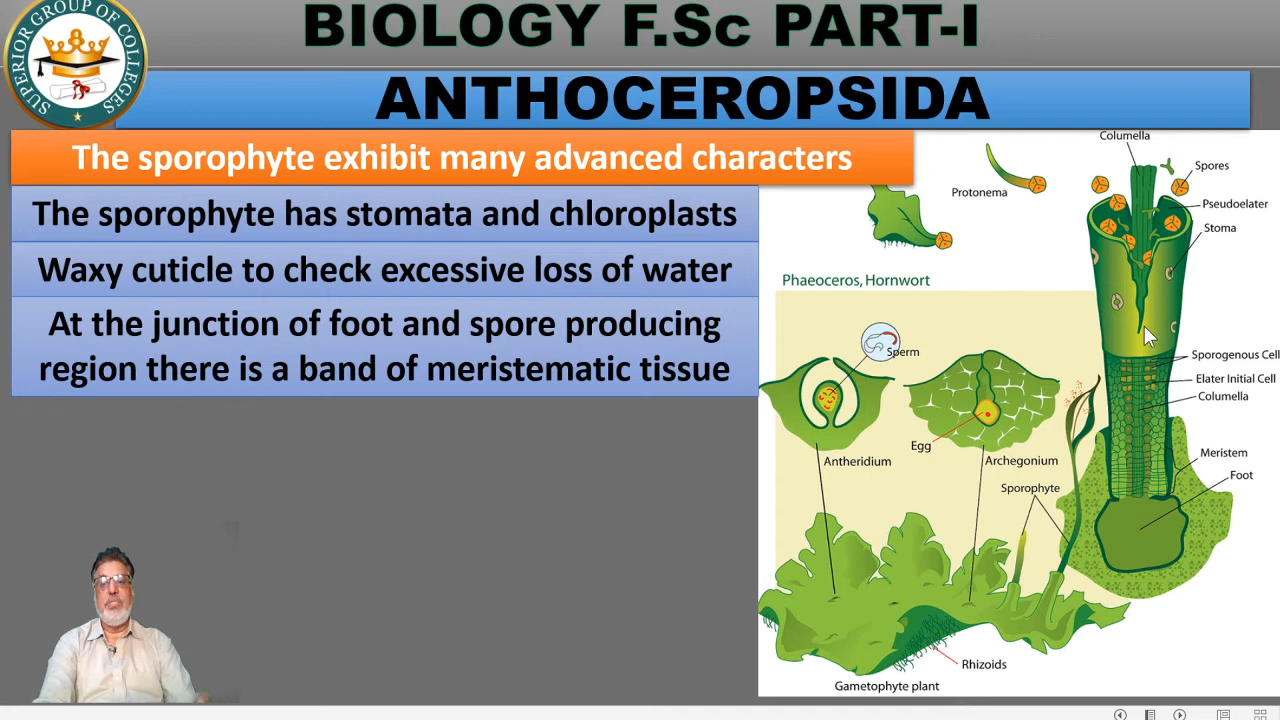 BIOLOGY F.Sc PART-I
SUPERIOR GROUP OF COLLEGES
ANTHOCEROPSIDA
The sporophyte exhibit many advanced characters
The sporophyte has stomata and chloroplasts
Waxy cuticle to check excessive loss of water
At the junction of foot and spore producing
region there is a band of meristematic tissue
Columella
Spores
Protonema
Pseudoelater
Stoma
Phaeoceros, Hornwort
Sperm
Sporogenous Cell
Elater Initial Cell
Columella
Egg
Antheridium
Archegonium
Meristem
Foot
Sporophyte
Rhizoids
Gametophyte plant